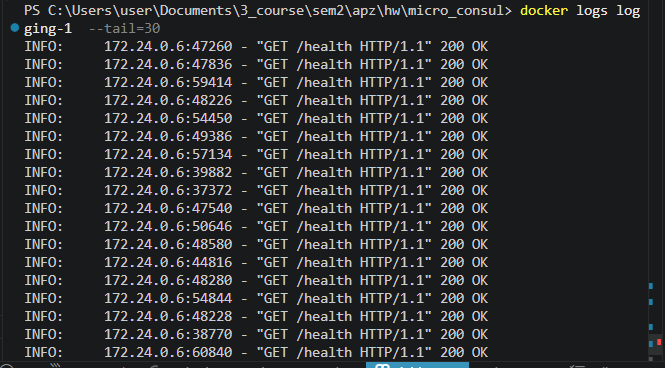 PS C:\Users\user\Documents\3_course\sem2\apz\hw\micro_consul> docker logs log
ging-1 --tail=30
INFO: 172.24.0.6:47260 - "GET /health HTTP/1.1" 200 OK
INFO: 172.24.0.6:47836 - "GET /health HTTP/1.1" 200 OK
INFO: 172.24.0.6:59414 - "GET /health HTTP/1.1" 200 OK
INFO: 172.24.0.6:48226 - "GET /health HTTP/1.1" 200 OK
INFO: 172.24.0.6:54450 - "GET /health HTTP/1.1" 200 OK
INFO: 172.24.0.6:49386 - "GET /health HTTP/1.1" 200 OK
INFO: 172.24.0.6:57134 - "GET /health HTTP/1.1" 200 OK
INFO: 172.24.0.6:39882 - "GET /health HTTP/1.1" 200 OK
INFO: 172.24.0.6:37372 - "GET /health HTTP/1.1" 200 OK
INFO: 172.24.0.6:47540 - "GET /health HTTP/1.1" 200 OK
INFO: 172.24.0.6:50646 - "GET /health HTTP/1.1" 200 OK
INFO: 172.24.0.6:48580 - "GET /health HTTP/1.1" 200 OK
INFO: 172.24.0.6:44816 - "GET /health HTTP/1.1" 200 OK
INFO: 172.24.0.6:48280 - "GET /health HTTP/1.1" 200 OK
INFO: 172.24.0.6:54844 - "GET /health HTTP/1.1" 200 OK
INFO: 172.24.0.6:48228 - "GET /health HTTP/1.1" 200 OK
INFO: 172.24.0.6:38770 - "GET /health HTTP/1.1" 200 OK
INFO: 172.24.0.6:60840 - "GET /health HTTP/1.1" 200 OK